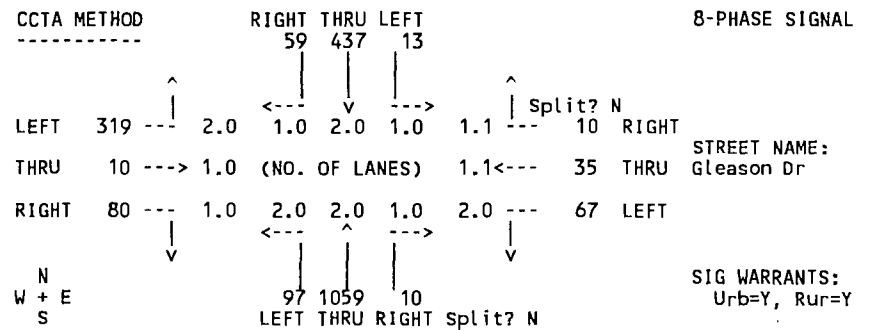 CCTA METHOD RIGHT THRU LEFT 8-PHASE SIGNAL
----------- 59 437 13
^ ^
<--- v ---> Split? N
LEFT 319 --- 2.0 1.0 2.0 1.0 1.1 --- 10 RIGHT
STREET NAME:
THRU 10 ---> 1.0 (NO. OF LANES) 1.1<--- 35 THRU Gleason Dr
RIGHT 80 --- 1.0 2.0 2.0 1.0 2.0 --- 67 LEFT
<--- ^ --->
v v
N SIG WARRANTS:
W + E 97 1059 10 Urb=Y, Rur=Y
S LEFT THRU RIGHT Split? N